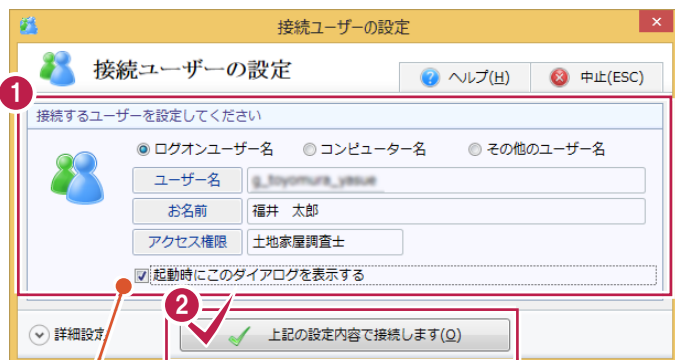 接続ユーザーの設定
×
接続ユーザーの設定
ヘルプ(H)
中止(ESC)
1
接続するユーザーを設定してください
ログオンユーザー名
コンピューター名
その他のユーザー名
ユーザー名
お名前
福井 太郎
アクセス権限
土地家屋調査士
起動時にこのダイアログを表示する
2
詳細設定
上記の設定内容で接続します(O)